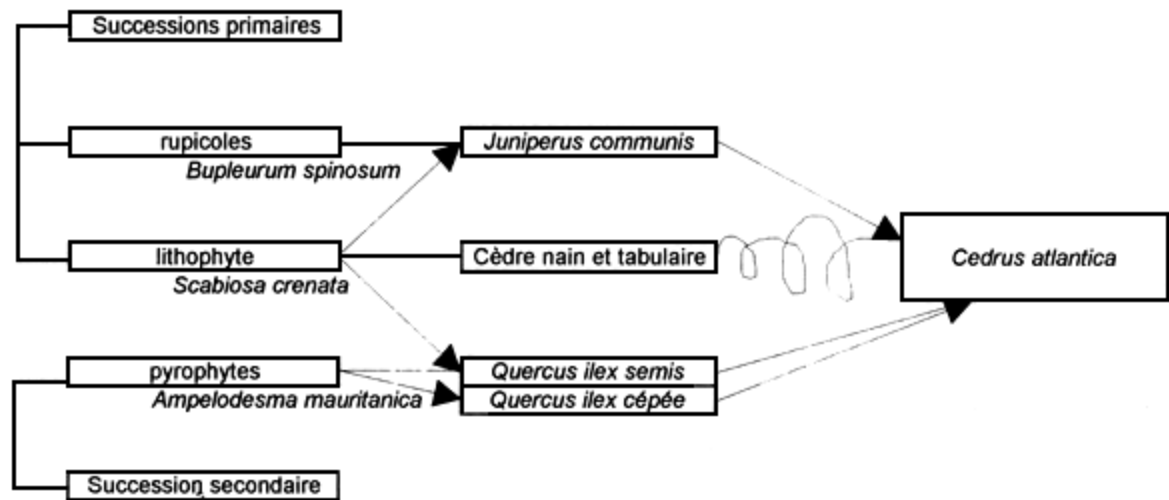 Successions primaires
rupicoles
Juniperus communis
Bupleurum spinosum
lithophyte
Cèdre nain et tabulaire
Cedrus atlantica
Scabiosa crenata
pyrophytes
Quercus ilex semis
Ampelodesma mauritanica
Quercus ilex cépée
Succession secondaire